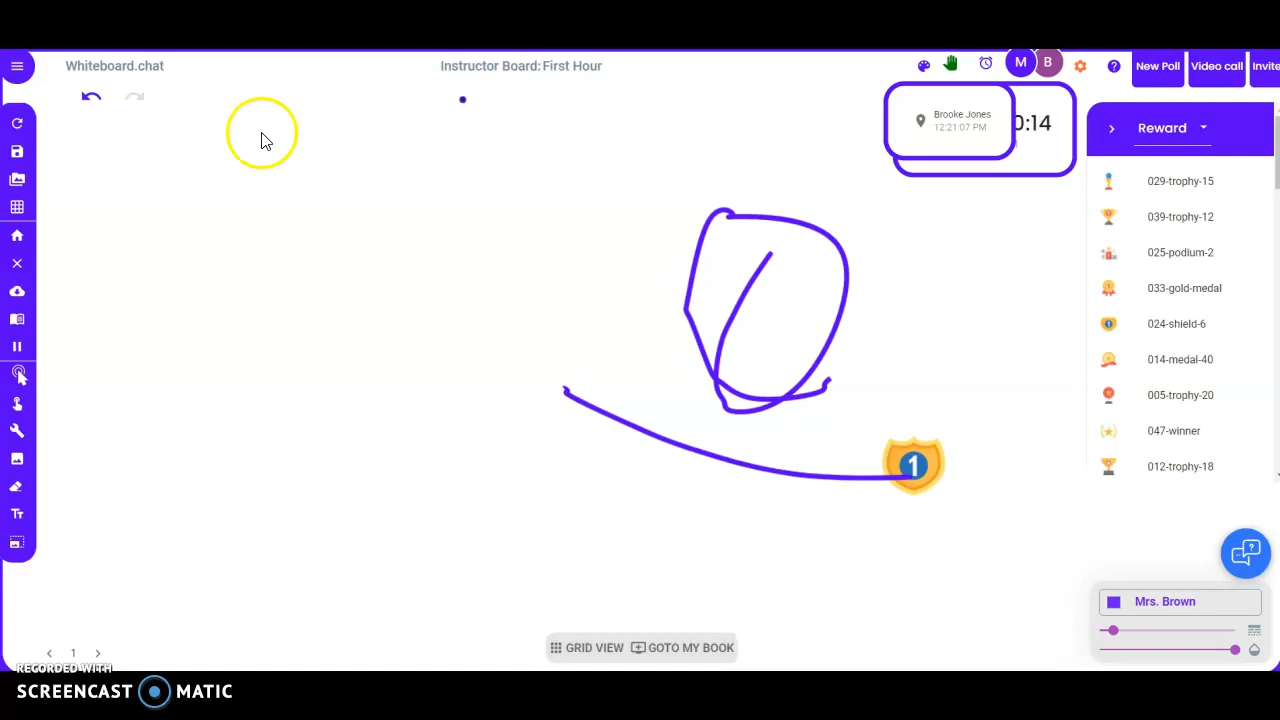 Whiteboard.chat
Instructor Board: First Hour
M
B
New Poll
Video call
Invite
Brooke Jones
12:21:07 PM
0:14
Reward
029-trophy-15
039-trophy-12
025-podium-2
033-gold-medal
024-shield-6
014-medal-40
005-trophy-20
047-winner
012-trophy-18
1
Tт
Mrs. Brown
GRID VIEW
GOTO MY BOOK
1
RECORDED WITH
SCREENCAST MATIC